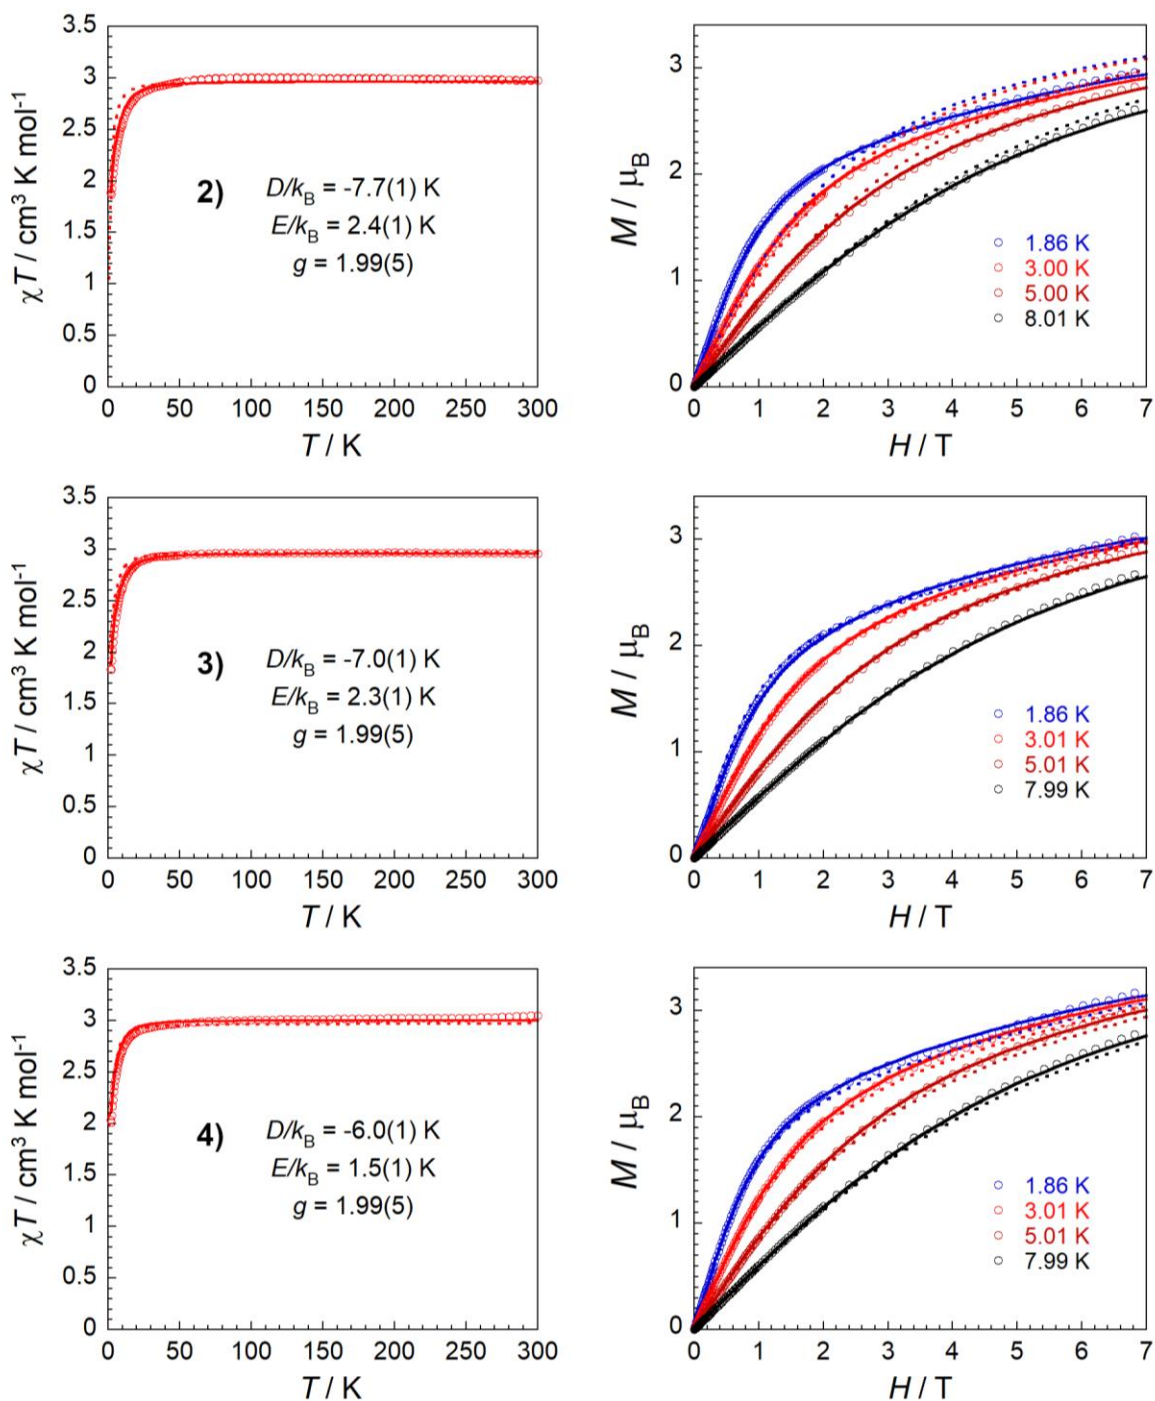 3.5
3
2.5
2
1.5
1
0.5
0
χT / cm³ K mol⁻¹
2)
D/kB = -7.7(1) K
E/kB = 2.4(1) K
g = 1.99(5)
0 50 100 150 200 250 300
T / K
3
2
1
0
M / μB
1.86 K
3.00 K
5.00 K
8.01 K
0 1 2 3 4 5 6 7
H / T
3.5
3
2.5
2
1.5
1
0.5
0
χT / cm³ K mol⁻¹
3)
D/kB = -7.0(1) K
E/kB = 2.3(1) K
g = 1.99(5)
0 50 100 150 200 250 300
T / K
3
2
1
0
M / μB
1.86 K
3.01 K
5.01 K
7.99 K
0 1 2 3 4 5 6 7
H / T
3.5
3
2.5
2
1.5
1
0.5
0
χT / cm³ K mol⁻¹
4)
D/kB = -6.0(1) K
E/kB = 1.5(1) K
g = 1.99(5)
0 50 100 150 200 250 300
T / K
3
2
1
0
M / μB
1.86 K
3.01 K
5.01 K
7.99 K
0 1 2 3 4 5 6 7
H / T